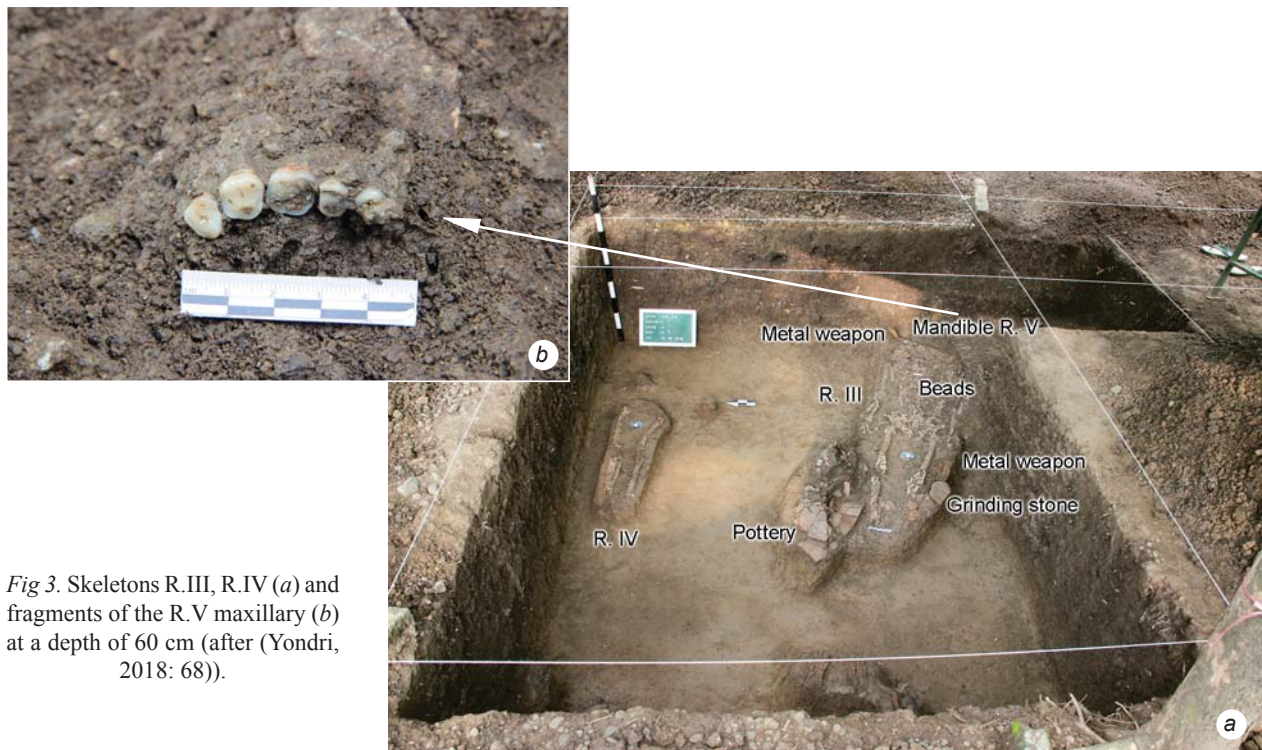 b
Metal weapon
Mandible R. V
R. III
Beads
Metal weapon
Grinding stone
Pottery
R. IV
Fig 3. Skeletons R.III, R.IV (a) and
fragments of the R.V maxillary (b)
at a depth of 60 cm (after (Yondri,
2018: 68)).
a